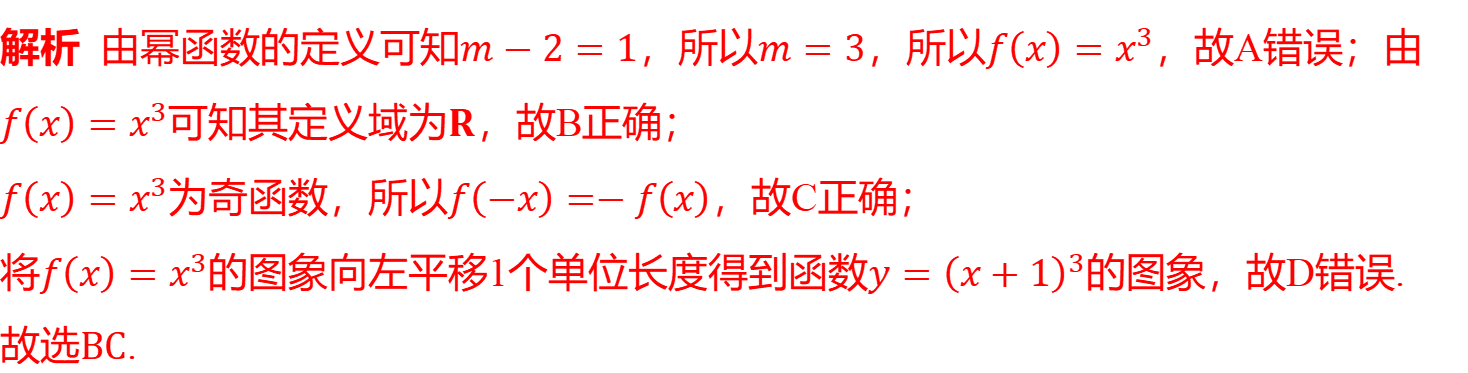 解析 由幂函数的定义可知m − 2 = 1，所以m = 3，所以f(x) = x³，故A错误；由
f(x) = x³可知其定义域为R，故B正确；
f(x) = x³为奇函数，所以f(−x) =− f(x)，故C正确；
将f(x) = x³的图象向左平移1个单位长度得到函数y = (x + 1)³的图象，故D错误.
故选BC.